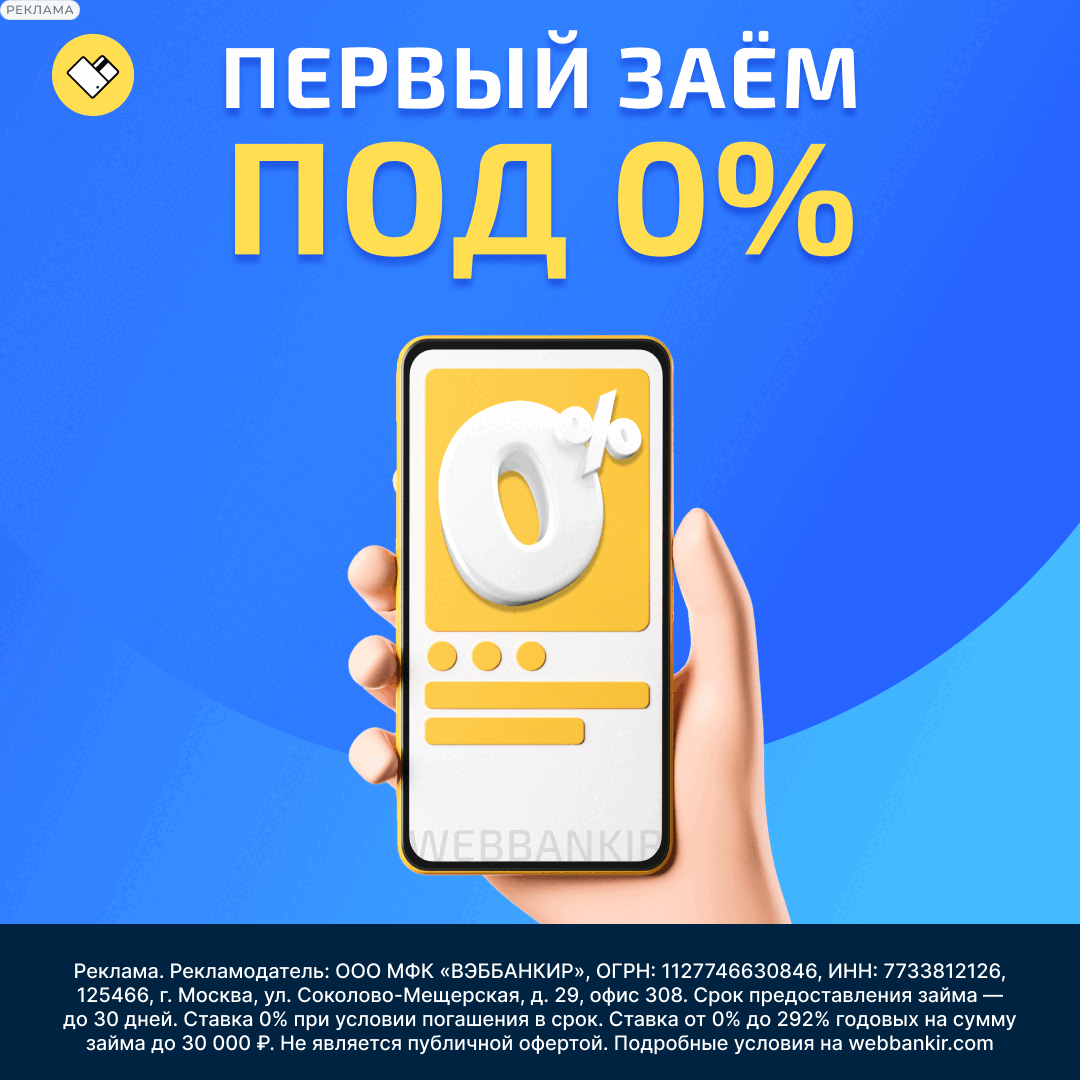 РЕКЛАМА
ПЕРВЫЙ ЗАЁМ
ПОД 0%
0%
WEBBANKIR
Реклама. Рекламодатель: ООО МФК «ВЭББАНКИР», ОГРН: 1127746630846, ИНН: 7733812126,
125466, г. Москва, ул. Соколово-Мещерская, д. 29, офис 308. Срок предоставления займа —
до 30 дней. Ставка 0% при условии погашения в срок. Ставка от 0% до 292% годовых на сумму
займа до 30 000 ₽. Не является публичной офертой. Подробные условия на webbankir.com